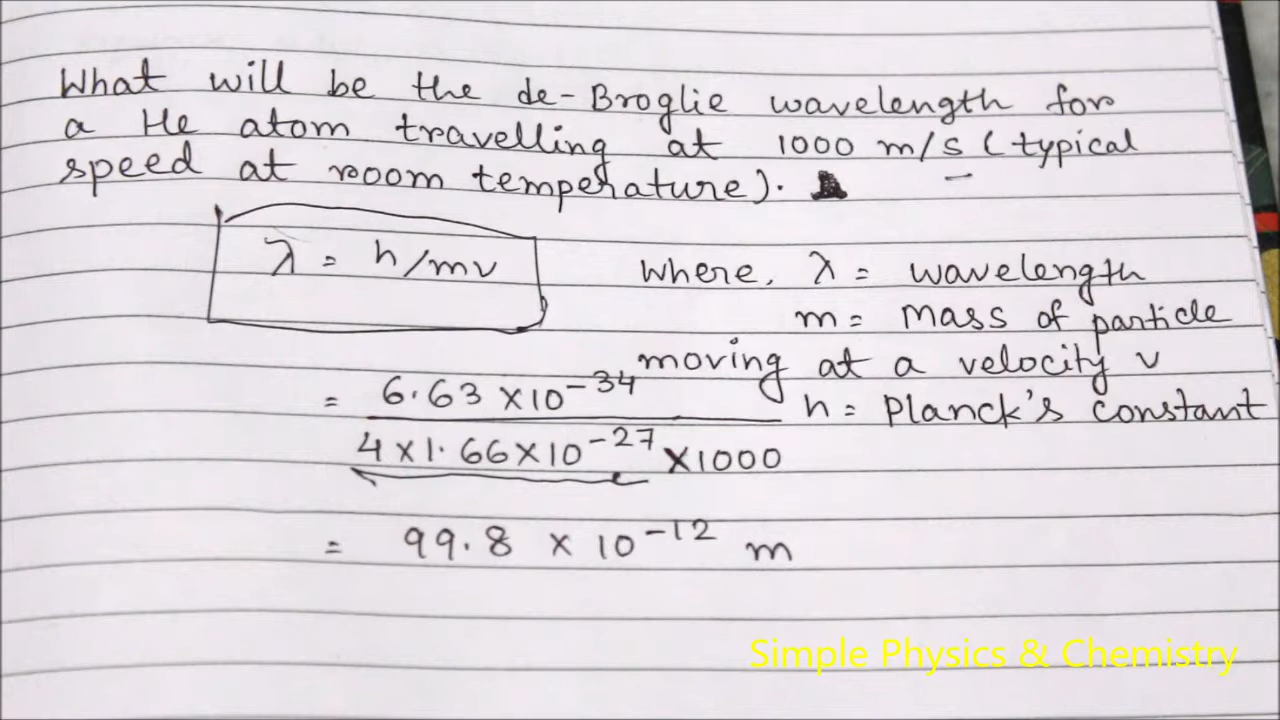 What will be the de-Broglie wavelength for
a He atom travelling at 1000 m/s (typical
speed at room temperature).
λ = h/mv
where, λ = wavelength
m = mass of particle
moving at a velocity v
h = Planck's constant
= 6.63 × 10⁻³⁴
4 × 1.66 × 10⁻²⁷ × 1000
= 99.8 × 10⁻¹² m
Simple Physics & Chemistry